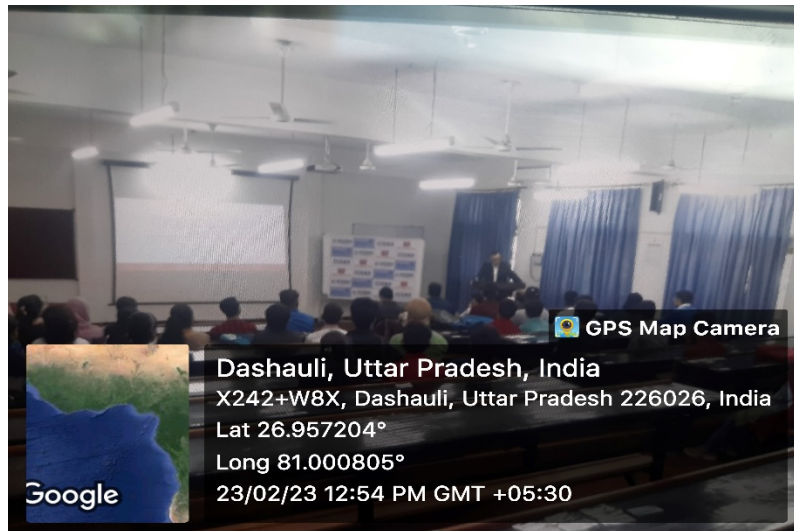 GPS Map Camera
Dashauli, Uttar Pradesh, India
X242+W8X, Dashauli, Uttar Pradesh 226026, India
Lat 26.957204°
Long 81.000805°
23/02/23 12:54 PM GMT +05:30
Google